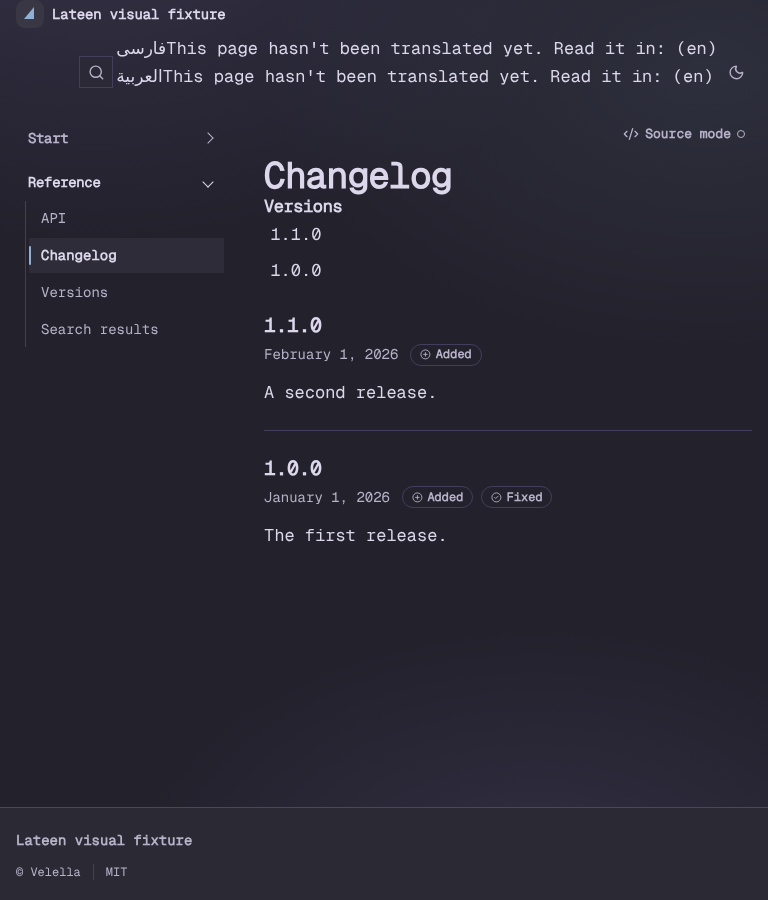 Lateen visual fixture
فارسیThis page hasn't been translated yet. Read it in: (en)
العربيةThis page hasn't been translated yet. Read it in: (en)
Start
Source mode
Reference
API
Changelog
Versions
Search results
Changelog
Versions
1.1.0
1.0.0
1.1.0
February 1, 2026 Added
A second release.
1.0.0
January 1, 2026 Added Fixed
The first release.
Lateen visual fixture
© Velella MIT